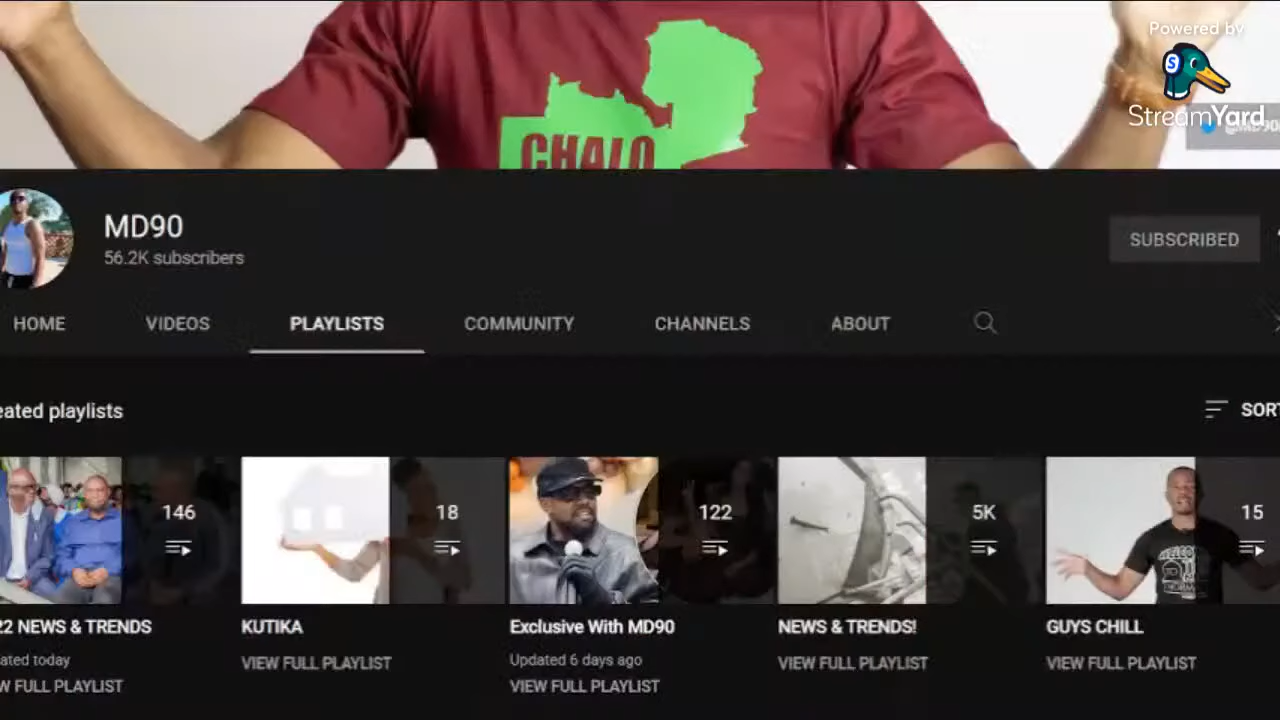 Powered by
StreamYard
CHALO
MD90
56.2K subscribers
SUBSCRIBED
HOME VIDEOS PLAYLISTS COMMUNITY CHANNELS ABOUT
eated playlists
SORT
146 18 122 5K 15
22 NEWS & TRENDS KUTIKA Exclusive With MD90 NEWS & TRENDS! GUYS CHILL
ated today VIEW FULL PLAYLIST Updated 6 days ago VIEW FULL PLAYLIST VIEW FULL PLAYLIST
W FULL PLAYLIST VIEW FULL PLAYLIST